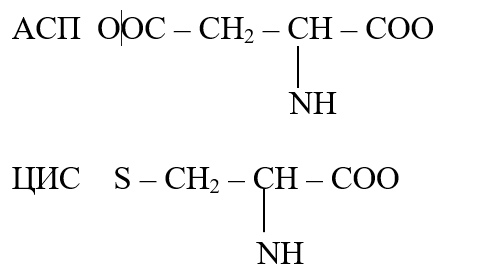 АСП ООС – CH₂ – CH – COO
NH
ЦИС S – CH₂ – CH – COO
NH